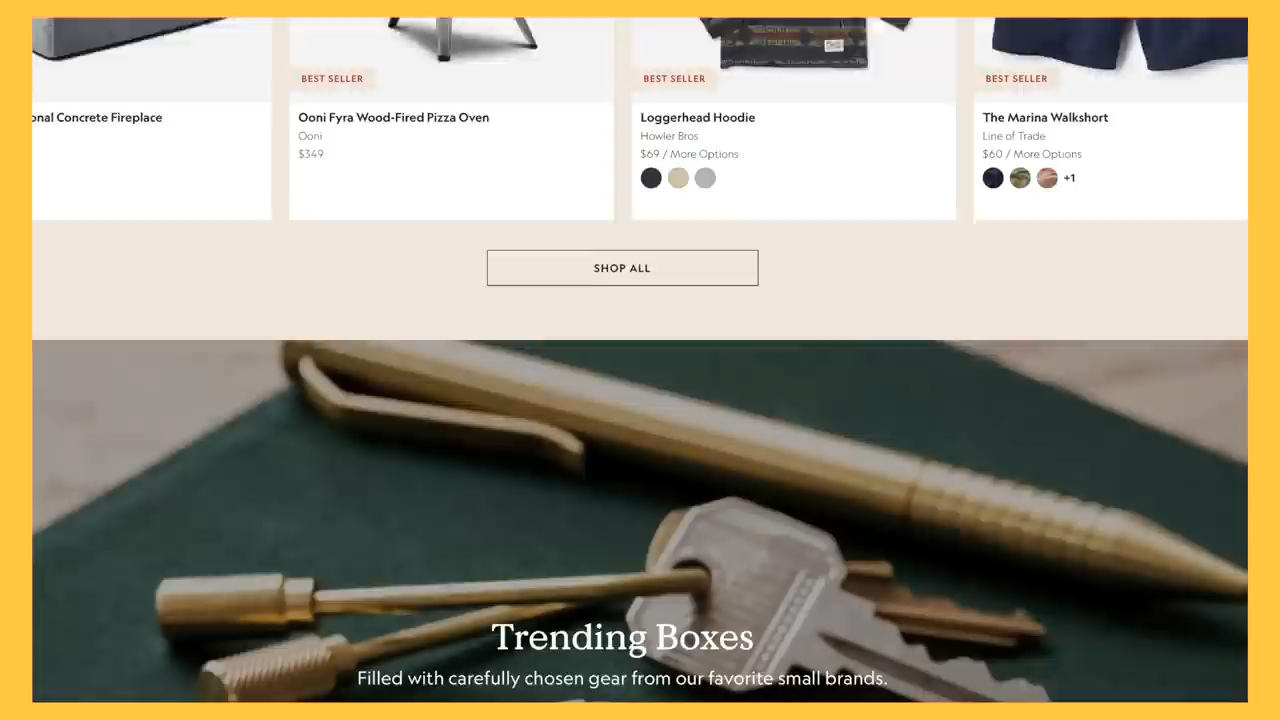 BEST SELLER
BEST SELLER
BEST SELLER
onal Concrete Fireplace
Ooni Fyra Wood-Fired Pizza Oven
Ooni
$349
Loggerhead Hoodie
Howler Bros
$69 / More Options
The Marina Walkshort
Line of Trade
$60 / More Options
+1
SHOP ALL
Trending Boxes
Filled with carefully chosen gear from our favorite small brands.